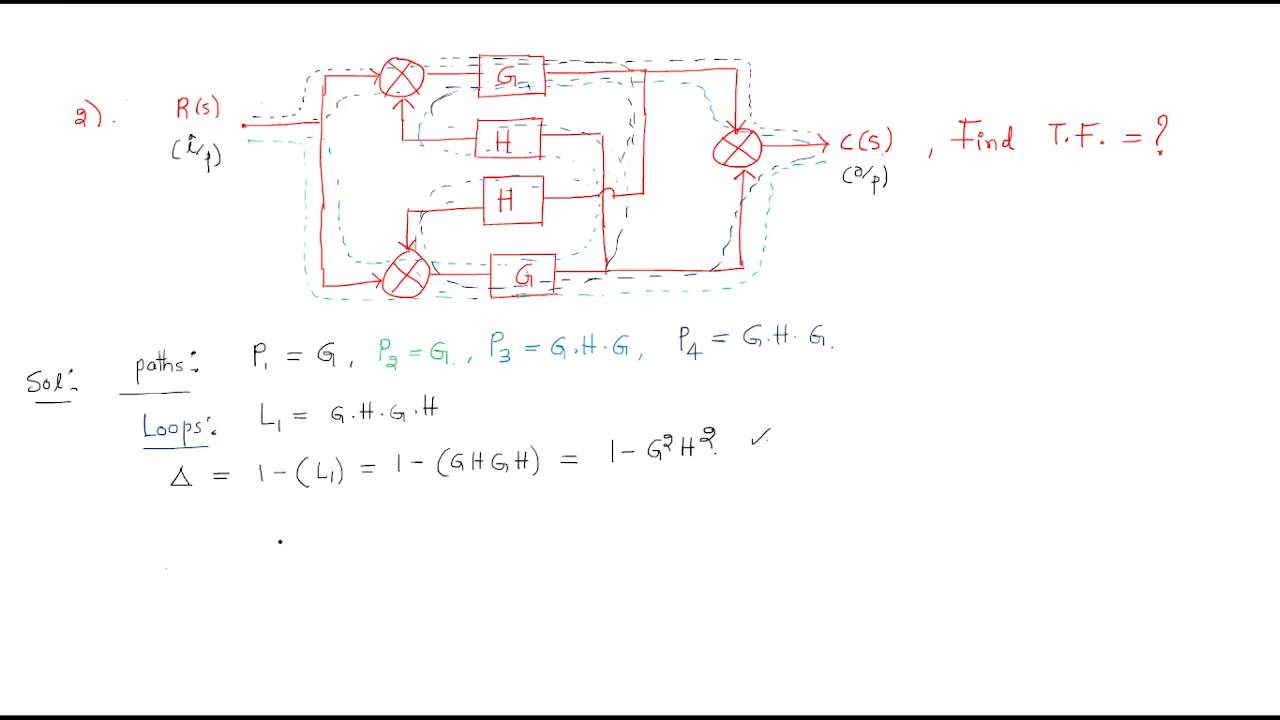 2). R(s) (i/p)
G
H
H
G
C(s) (o/p) , Find T.F. = ?
Sol: paths: P₁ = G, P₂ = G. , P₃ = G.H.G, P₄ = G.H.G.
Loops: L₁ = G.H.G.H
Δ = 1-(L₁) = 1-(GHGH) = 1-G²H². ✓